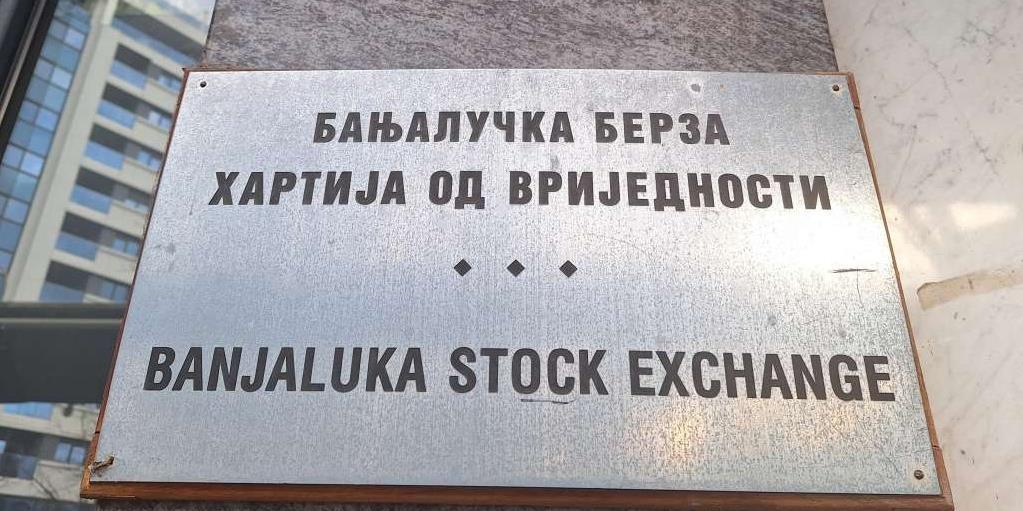 БАЊАЛУЧКА БЕРЗА
ХАРТИЈА ОД ВРИЈЕДНОСТИ
BANJALUKA STOCK EXCHANGE